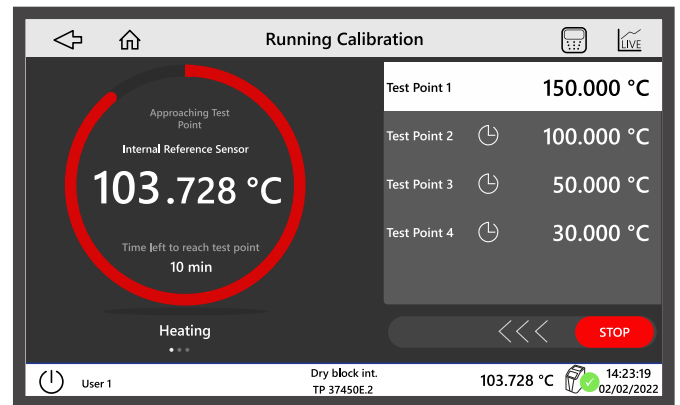 Running Calibration
LIVE
Approaching Test
Point
Internal Reference Sensor
103.728 °C
Time left to reach test point
10 min
Heating
Test Point 1 150.000 °C
Test Point 2 100.000 °C
Test Point 3 50.000 °C
Test Point 4 30.000 °C
STOP
User 1
Dry block int.
TP 37450E.2
103.728 °C
14:23:19
02/02/2022